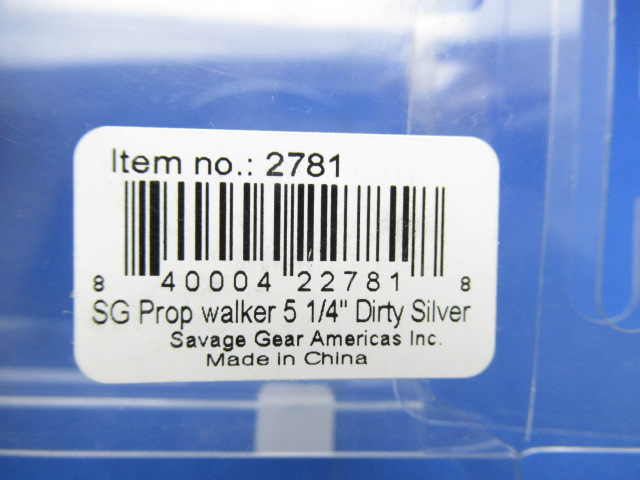 Item no.: 2781
8 40004 22781 8
SG Prop walker 5 1/4" Dirty Silver
Savage Gear Americas Inc.
Made in China